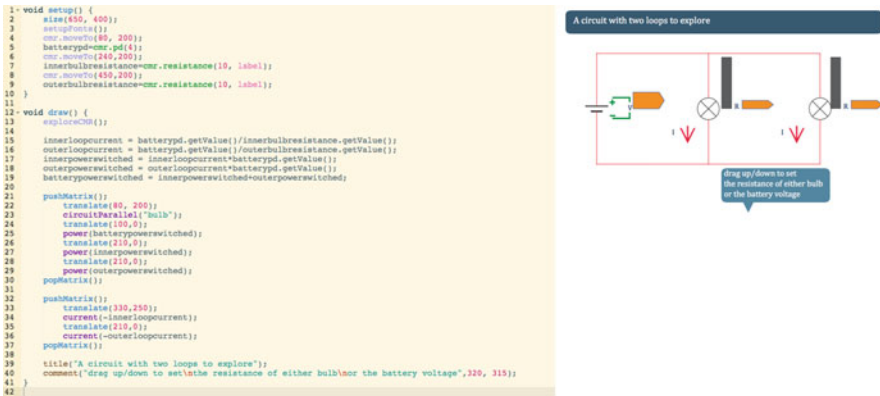 1 void setup() {
2 size(650, 400);
3 setupFonts();
4 cmr.moveTo(80, 200);
5 batterypd=cmr.pd(4);
6 cmr.moveTo(240,200);
7 innerbulbresistance=cmr.resistance(10, label);
8 cmr.moveTo(450,200);
9 outerbulbresistance=cmr.resistance(10, label);
10 }
11
12 void draw() {
13 exploreCMR();
14
15 innerloopcurrent = batterypd.getValue()/innerbulbresistance.getValue();
16 outerloopcurrent = batterypd.getValue()/outerbulbresistance.getValue();
17 innerpowerswitched = innerloopcurrent*batterypd.getValue();
18 outerpowerswitched = outerloopcurrent*batterypd.getValue();
19 batterypowerswitched = innerpowerswitched+outerpowerswitched;
20
21 pushMatrix();
22 translate(80, 200);
23 circuitParallel("bulb");
24 translate(100,0);
25 power(batterypowerswitched);
26 translate(210,0);
27 power(innerpowerswitched);
28 translate(210,0);
29 power(outerpowerswitched);
30 popMatrix();
31
32 pushMatrix();
33 translate(330,250);
34 current(-innerloopcurrent);
35 translate(210,0);
36 current(-outerloopcurrent);
37 popMatrix();
38
39 title("A circuit with two loops to explore");
40 comment("drag up/down to set\nthe resistance of either bulb\nor the battery voltage",320, 315);
41 }
42
A circuit with two loops to explore
V
R
R
I
I
drag up/down to set
the resistance of either bulb
or the battery voltage